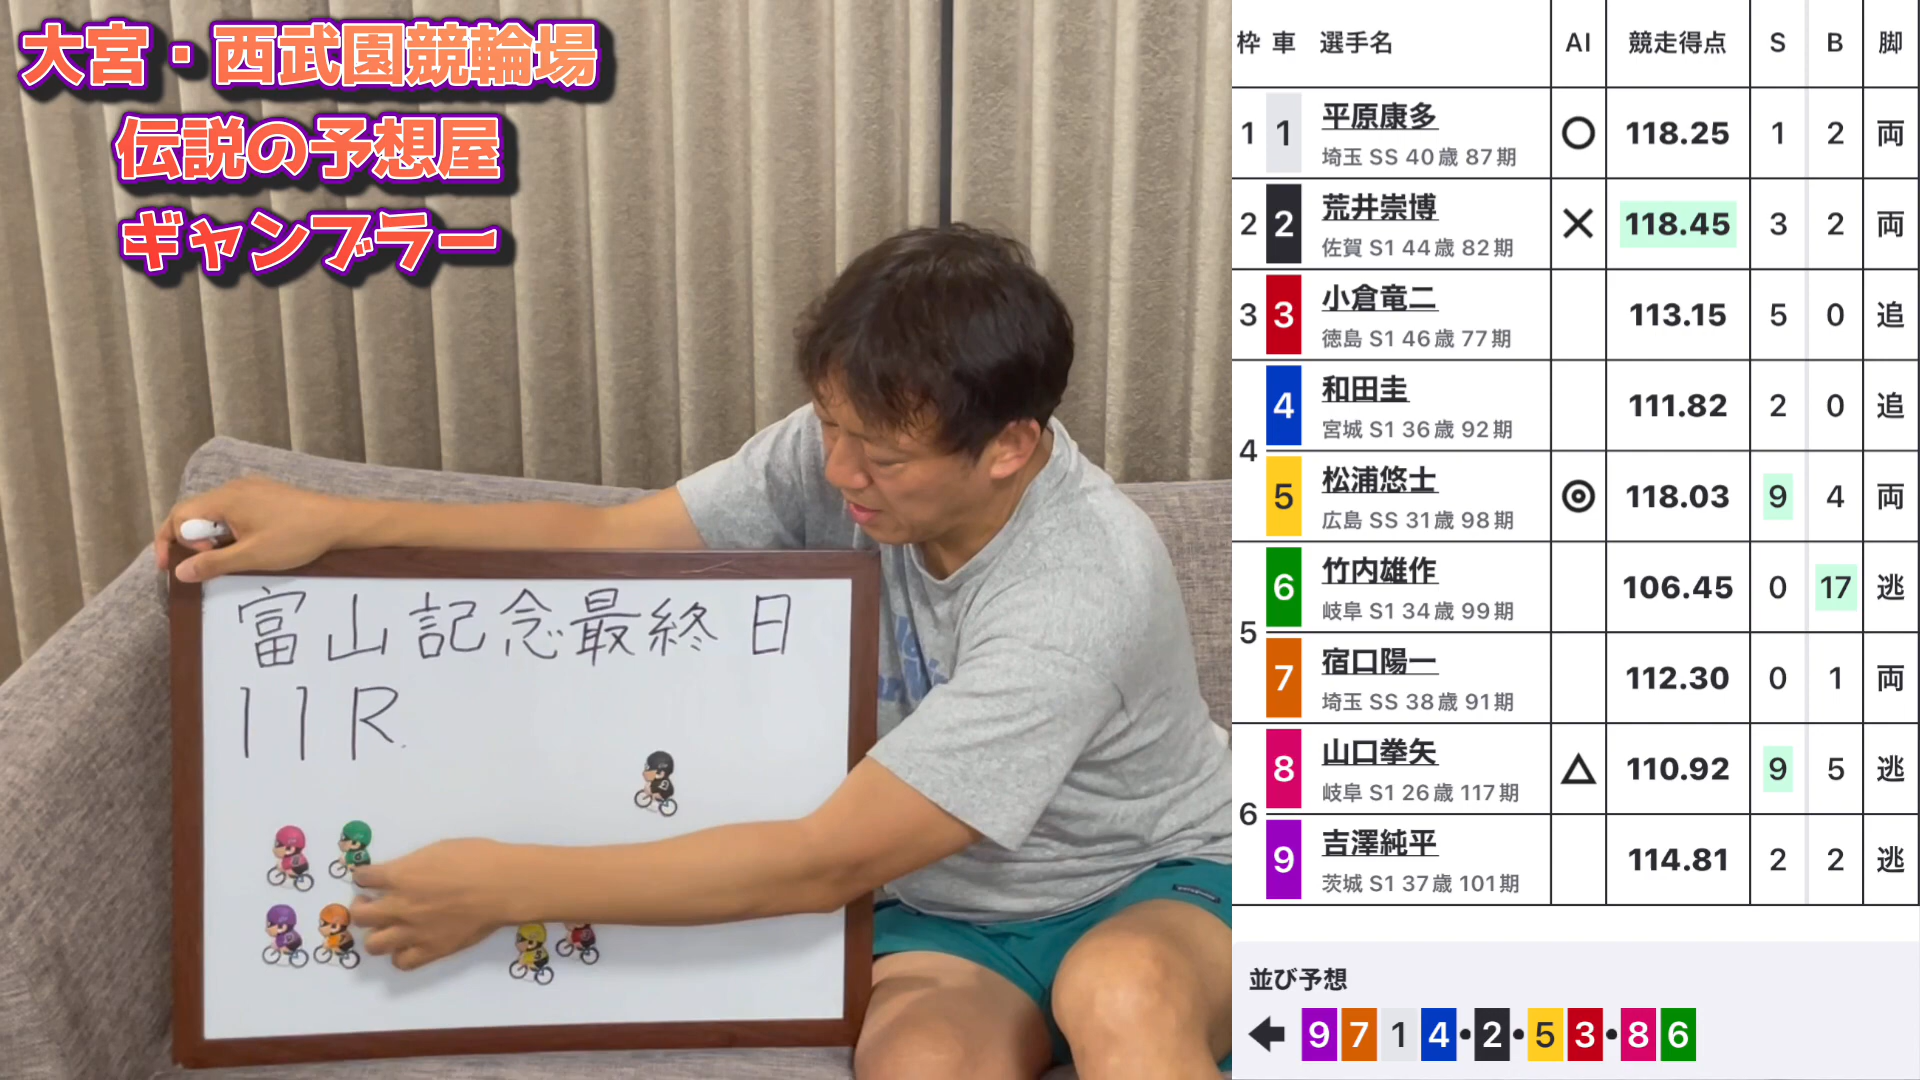 大宮・西武園競輪場
伝説の予想屋
ギャンブラー
富山記念最終日
11R
枠 車 選手名 AI 競走得点 S B 脚
1 1 平原康多 ○ 118.25 1 2 両
埼玉 SS 40歳 87期
2 2 荒井崇博 × 118.45 3 2 両
佐賀 S1 44歳 82期
3 3 小倉竜二 113.15 5 0 追
徳島 S1 46歳 77期
4 4 和田圭 111.82 2 0 追
宮城 S1 36歳 92期
5 松浦悠士 ◎ 118.03 9 4 両
広島 SS 31歳 98期
5 6 竹内雄作 106.45 0 17 逃
岐阜 S1 34歳 99期
7 宿口陽一 112.30 0 1 両
埼玉 SS 38歳 91期
6 8 山口拳矢 △ 110.92 9 5 逃
岐阜 S1 26歳 117期
9 吉澤純平 114.81 2 2 逃
茨城 S1 37歳 101期
並び予想
← 9 7 1 4・2・5 3・8 6